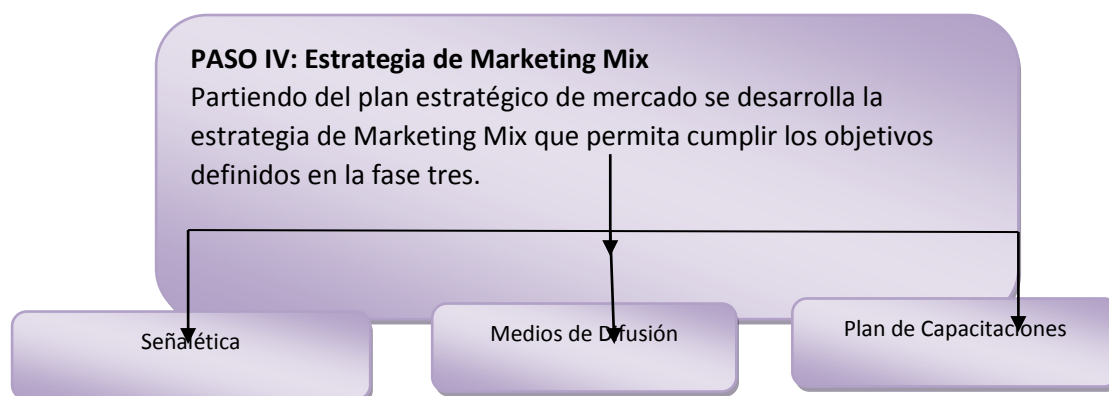 PASO IV: Estrategia de Marketing Mix
Partiendo del plan estratégico de mercado se desarrolla la
estrategia de Marketing Mix que permita cumplir los objetivos
definidos en la fase tres.
Señalética
Medios de Difusión
Plan de Capacitaciones